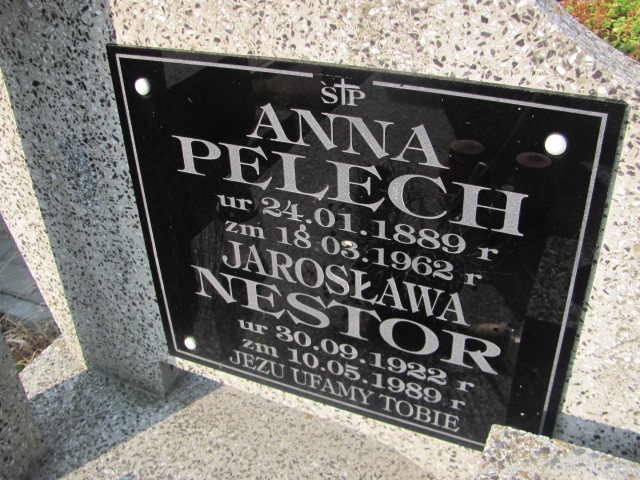 Ś†P
ANNA
PELECH
ur 24.01.1889 r
zm 18.03.1962 r
JAROSŁAWA
NESTOR
ur 30.09.1922 r
zm 10.05.1989 r
JEZU UFAMY TOBIE